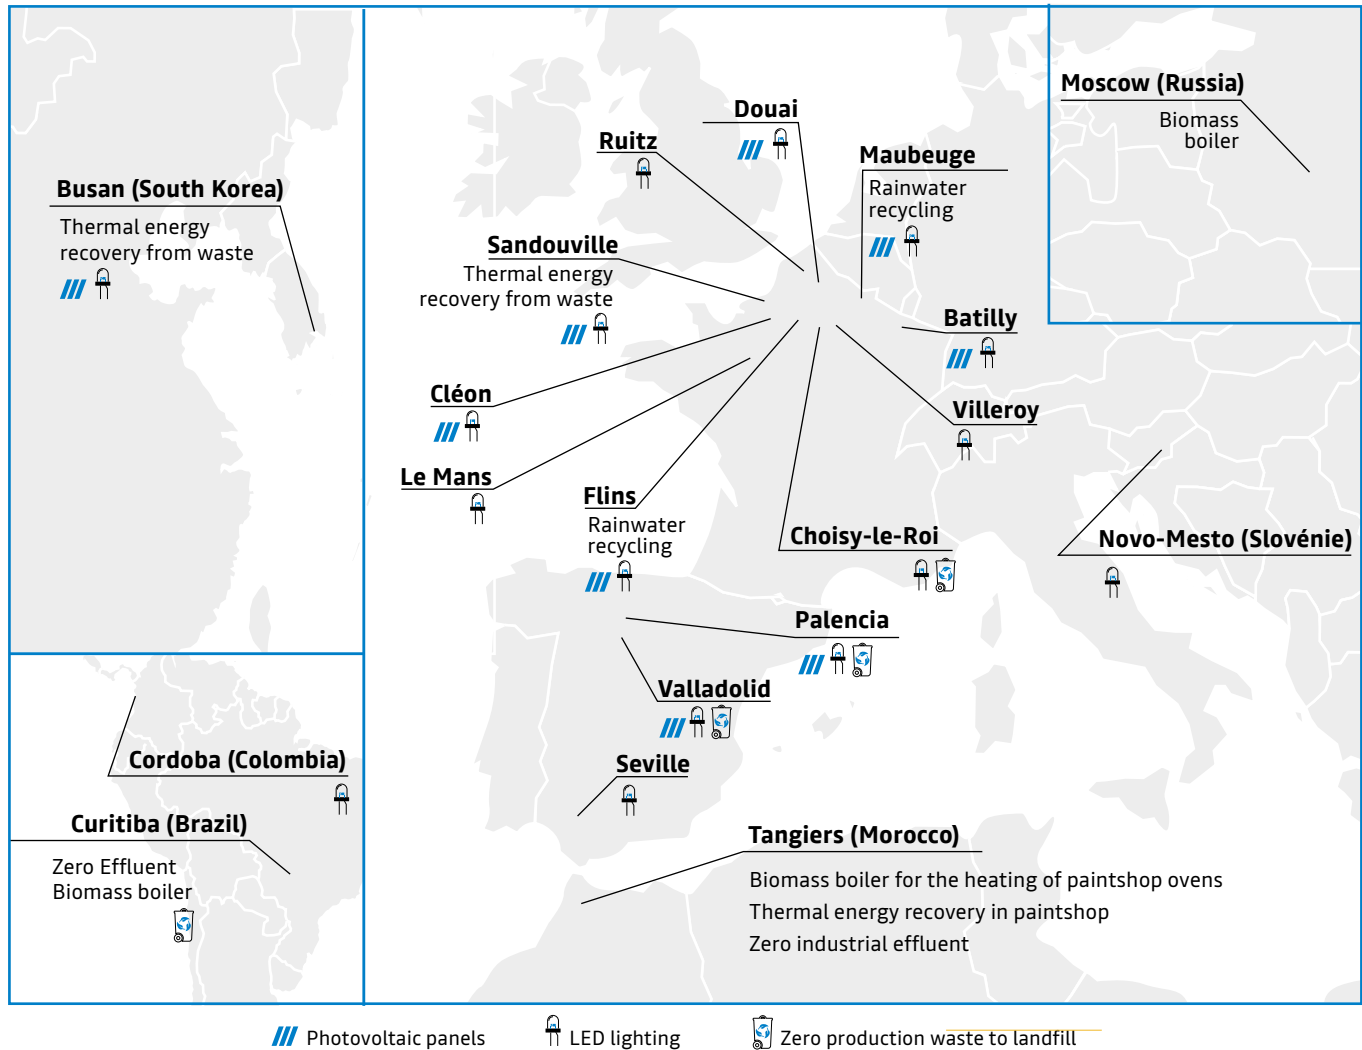 Busan (South Korea)
Thermal energy
recovery from waste
Cordoba (Colombia)
Curitiba (Brazil)
Zero Effluent
Biomass boiler
Douai
Ruitz
Maubeuge
Rainwater
recycling
Sandouville
Thermal energy
recovery from waste
Batilly
Cléon
Villeroy
Le Mans
Flins
Rainwater
recycling
Choisy-le-Roi
Novo-Mesto (Slovénie)
Palencia
Valladolid
Seville
Tangiers (Morocco)
Biomass boiler for the heating of paintshop ovens
Thermal energy recovery in paintshop
Zero industrial effluent
Moscow (Russia)
Biomass
boiler
Photovoltaic panels
LED lighting
Zero production waste to landfill